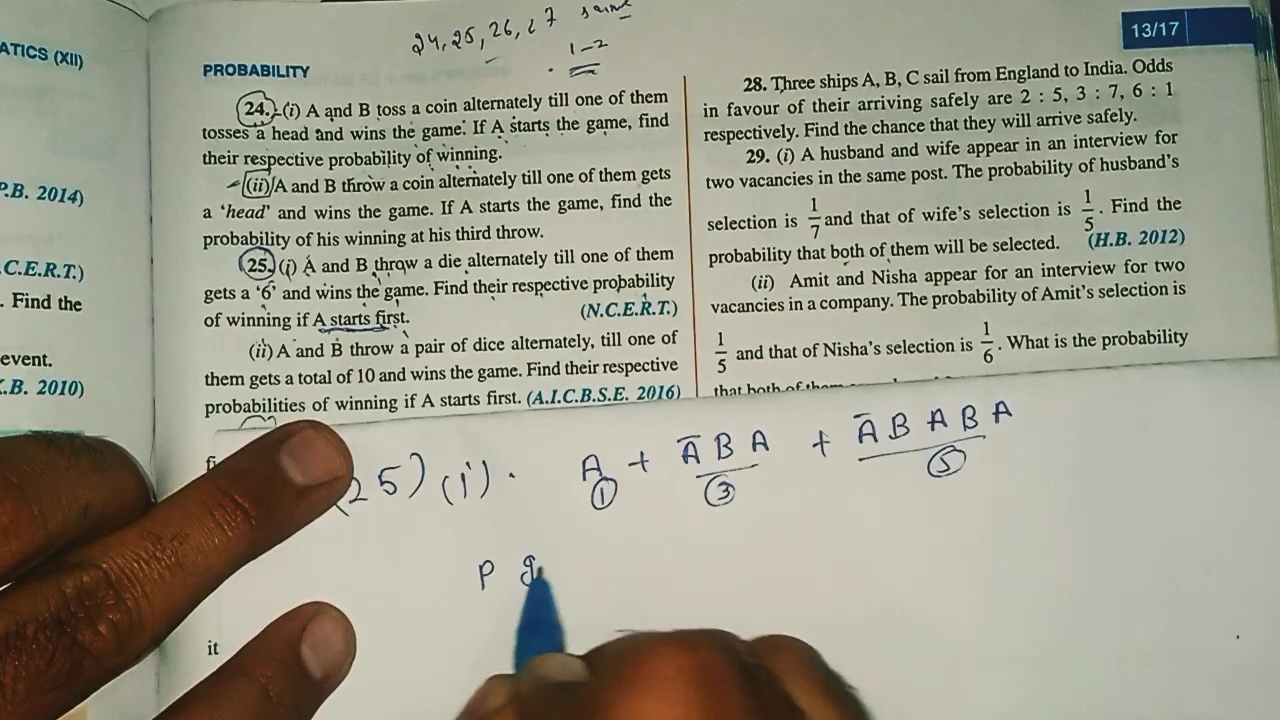 24, 25, 26, 27 same
1-2
13/17
ATICS (XII)
P.B. 2014)
C.E.R.T.)
. Find the
event.
.B. 2010)
PROBABILITY
24. (i) A and B toss a coin alternately till one of them
tosses a head and wins the game. If A starts the game, find
their respective probability of winning.
(ii) A and B throw a coin alternately till one of them gets
a ‘head’ and wins the game. If A starts the game, find the
probability of his winning at his third throw.
25. (i) A and B throw a die alternately till one of them
gets a ‘6’ and wins the game. Find their respective probability
of winning if A starts first. (N.C.E.R.T.)
(ii) A and B throw a pair of dice alternately, till one of
them gets a total of 10 and wins the game. Find their respective
probabilities of winning if A starts first. (A.I.C.B.S.E. 2016)
28. Three ships A, B, C sail from England to India. Odds
in favour of their arriving safely are 2 : 5, 3 : 7, 6 : 1
respectively. Find the chance that they will arrive safely.
29. (i) A husband and wife appear in an interview for
two vacancies in the same post. The probability of husband’s
selection is 1/7 and that of wife’s selection is 1/5. Find the
probability that both of them will be selected. (H.B. 2012)
(ii) Amit and Nisha appear for an interview for two
vacancies in a company. The probability of Amit’s selection is
1/5 and that of Nisha’s selection is 1/6. What is the probability
that both of them
25) (i). A + Ā B A + Ā B A B A
1 3 5
P
it